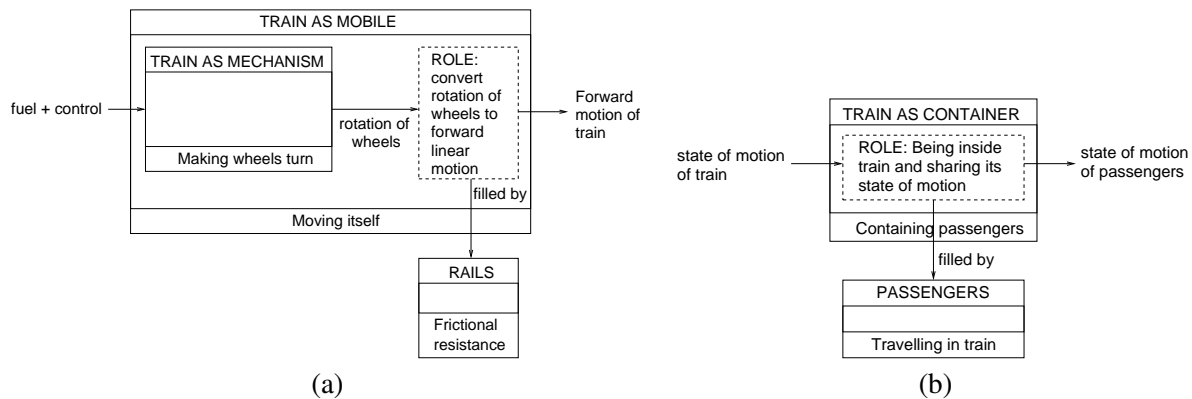 TRAIN AS MOBILE
TRAIN AS MECHANISM
fuel + control
Making wheels turn
rotation of
wheels
ROLE:
convert
rotation of
wheels to
forward
linear
motion
Forward
motion of
train
filled by
Moving itself
RAILS
Frictional
resistance
(a)
TRAIN AS CONTAINER
state of motion
of train
ROLE: Being inside
train and sharing its
state of motion
state of motion
of passengers
Containing passengers
filled by
PASSENGERS
Travelling in train
(b)